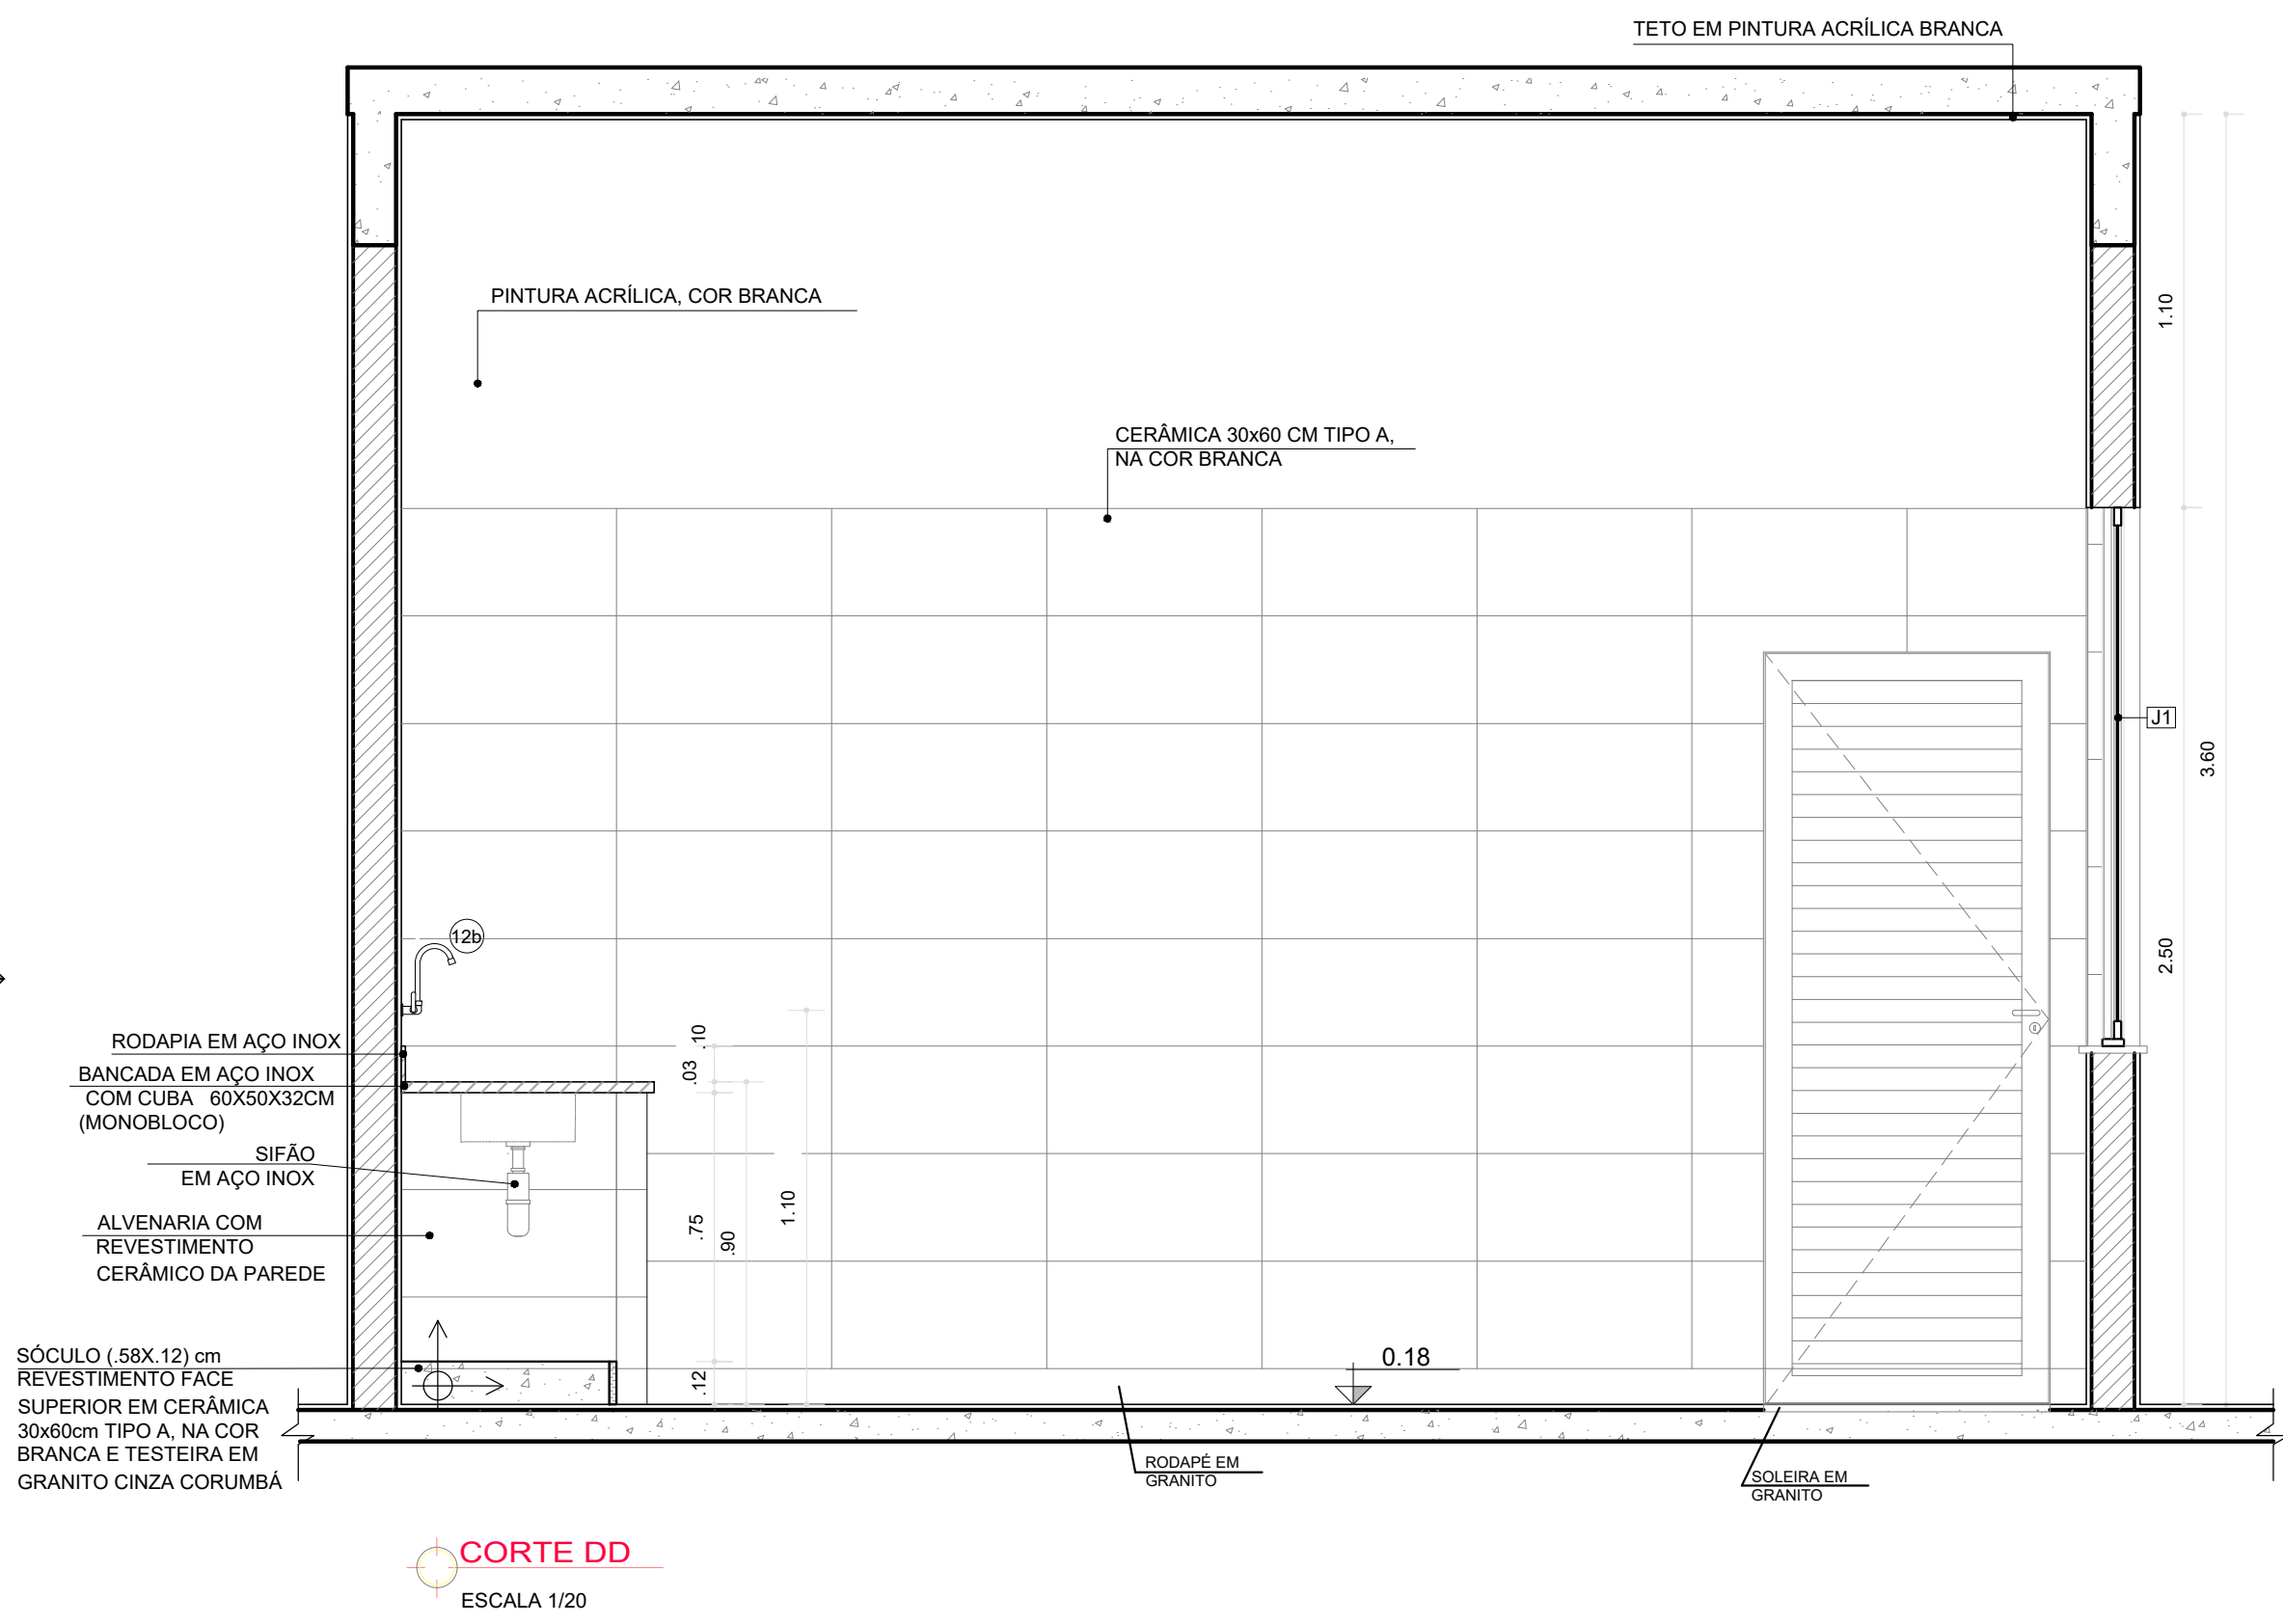 TETO EM PINTURA ACRÍLICA BRANCA
PINTURA ACRÍLICA, COR BRANCA
1.10
CERÂMICA 30x60 CM TIPO A,
NA COR BRANCA
J1
3.60
2.50
12b
RODAPIA EM AÇO INOX
BANCADA EM AÇO INOX
COM CUBA 60X50X32CM
(MONOBLOCO)
SIFÃO
EM AÇO INOX
ALVENARIA COM
REVESTIMENTO
CERÂMICO DA PAREDE
.10
.03
.75
.90
1.10
.12
0.18
SÓCULO (.58X.12) cm
REVESTIMENTO FACE
SUPERIOR EM CERÂMICA
30x60cm TIPO A, NA COR
BRANCA E TESTEIRA EM
GRANITO CINZA CORUMBÁ
RODAPÉ EM
GRANITO
SOLEIRA EM
GRANITO
CORTE DD
ESCALA 1/20